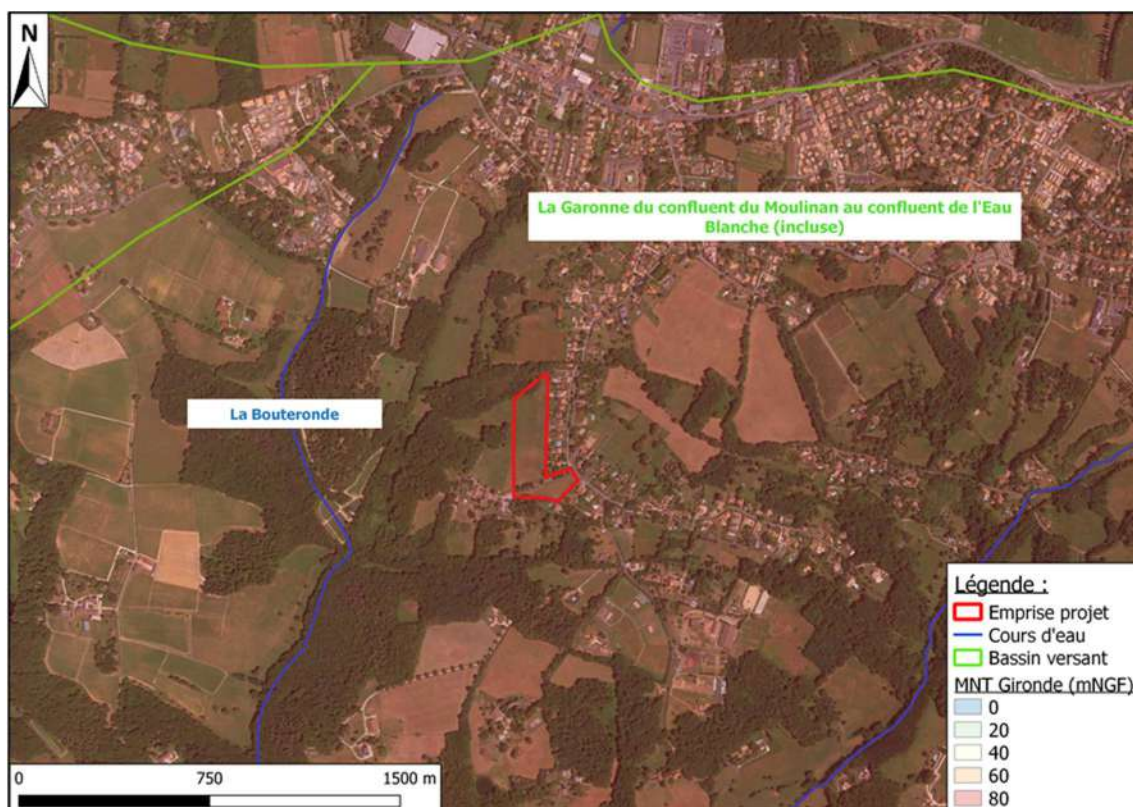 N
La Garonne du confluent du Moulinan au confluent de l'Eau
Blanche (incluse)
La Bouteronde
Légende :
Emprise projet
Cours d'eau
Bassin versant
MNT Gironde (mNGF)
0
20
40
60
80
0 750 1500 m